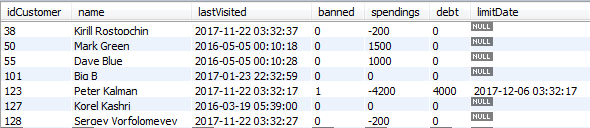 idCustomer name lastVisited banned spendings debt limitDate
38 Kirill Rostoochin 2017-11-22 03:32:37 0 -200 0 NULL
50 Mark Green 2016-05-05 00:10:18 0 1500 0 NULL
55 Dave Blue 2016-05-05 00:10:28 0 1000 0 NULL
101 Big B 2017-01-23 22:32:59 0 0 0 NULL
123 Peter Kalman 2017-11-22 03:32:17 1 -4200 4000 2017-12-06 03:32:17
127 Korel Kashri 2016-03-19 05:39:00 0 0 0 NULL
128 Sergey Vorfolomeyev 2017-11-22 03:32:27 0 -200 0 NULL